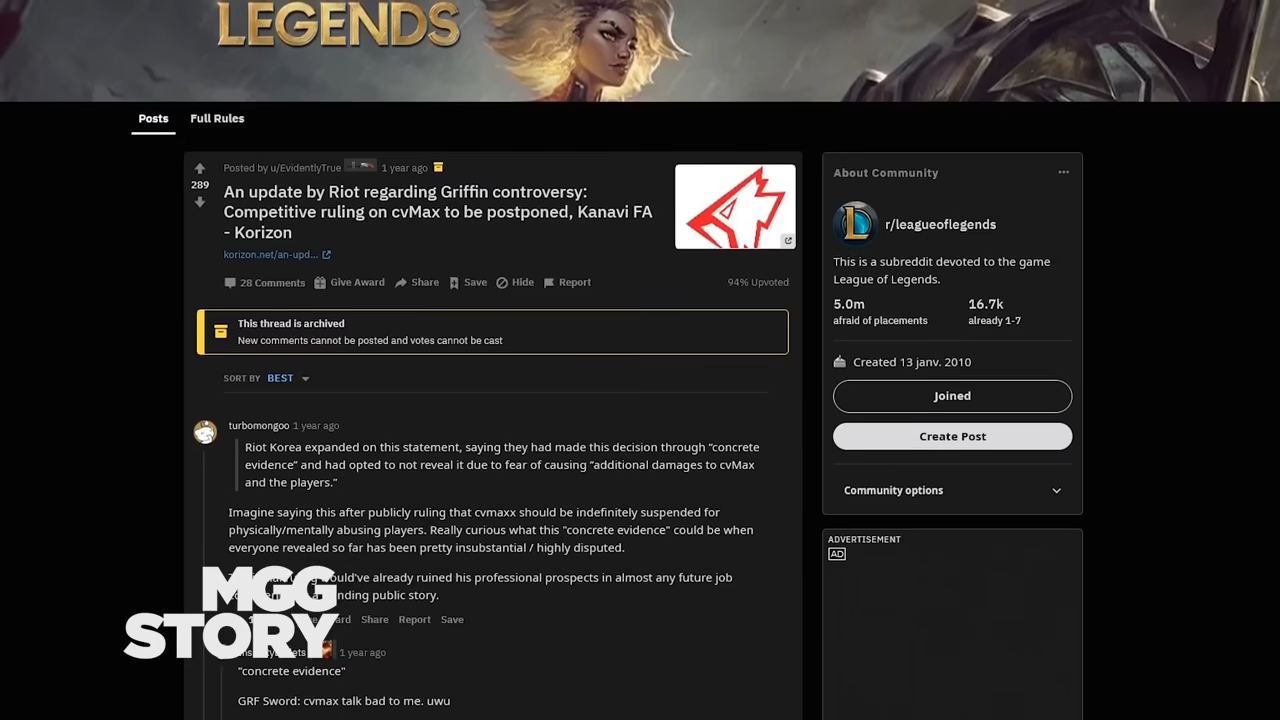 LEGENDS
Posts
Full Rules
Posted by u/EvidentlyTrue 1 year ago
289
An update by Riot regarding Griffin controversy:
Competitive ruling on cvMax to be postponed, Kanavi FA
- Korizon
korizon.net/an-upd...
28 Comments Give Award Share Save Hide Report
94% Upvoted
This thread is archived
New comments cannot be posted and votes cannot be cast
SORT BY BEST
turbomongoo 1 year ago
Riot Korea expanded on this statement, saying they had made this decision through “concrete
evidence” and had opted to not reveal it due to fear of causing “additional damages to cvMax
and the players.”
Imagine saying this after publicly ruling that cvmaxx should be indefinitely suspended for
physically/mentally abusing players. Really curious what this "concrete evidence" could be when
everyone revealed so far has been pretty insubstantial / highly disputed.
already ruined his professional prospects in almost any future job
public story.
Share Report Save
1 year ago
"concrete evidence"
GRF Sword: cvmax talk bad to me. uwu
MGG
STORY
About Community
r/leagueoflegends
This is a subreddit devoted to the game
League of Legends.
5.0m
afraid of placements
16.7k
already 1-7
Created 13 janv. 2010
Joined
Create Post
Community options
ADVERTISEMENT
AD